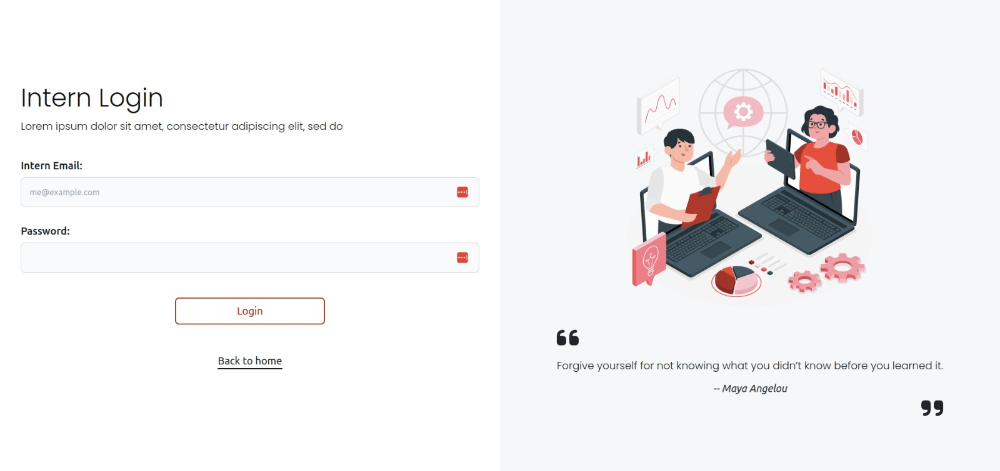 Intern Login
Lorem ipsum dolor sit amet, consectetur adipiscing elit, sed do
Intern Email:
me@example.com
Password:
Login
Back to home
“
Forgive yourself for not knowing what you didn’t know before you learned it.
-- Maya Angelou
”